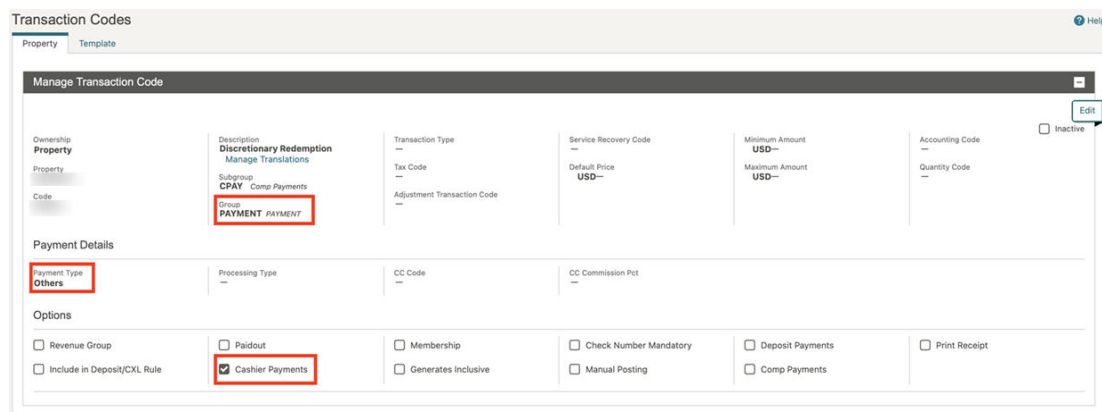 Transaction Codes
Help
Property Template
Manage Transaction Code
Edit
Inactive
Ownership
Property
Property
Code
Description
Discretionary Redemption
Manage Translations
Subgroup
CPAY Comp Payments
Group
PAYMENT PAYMENT
Transaction Type
—
Tax Code
—
Adjustment Transaction Code
—
Service Recovery Code
—
Default Price
USD—
Minimum Amount
USD—
Maximum Amount
USD—
Accounting Code
—
Quantity Code
—
Payment Details
Payment Type
Others
Processing Type
—
CC Code
—
CC Commission Pct
—
Options
Revenue Group Paidout Membership Check Number Mandatory Deposit Payments Print Receipt
Include in Deposit/CXL Rule Cashier Payments Generates Inclusive Manual Posting Comp Payments